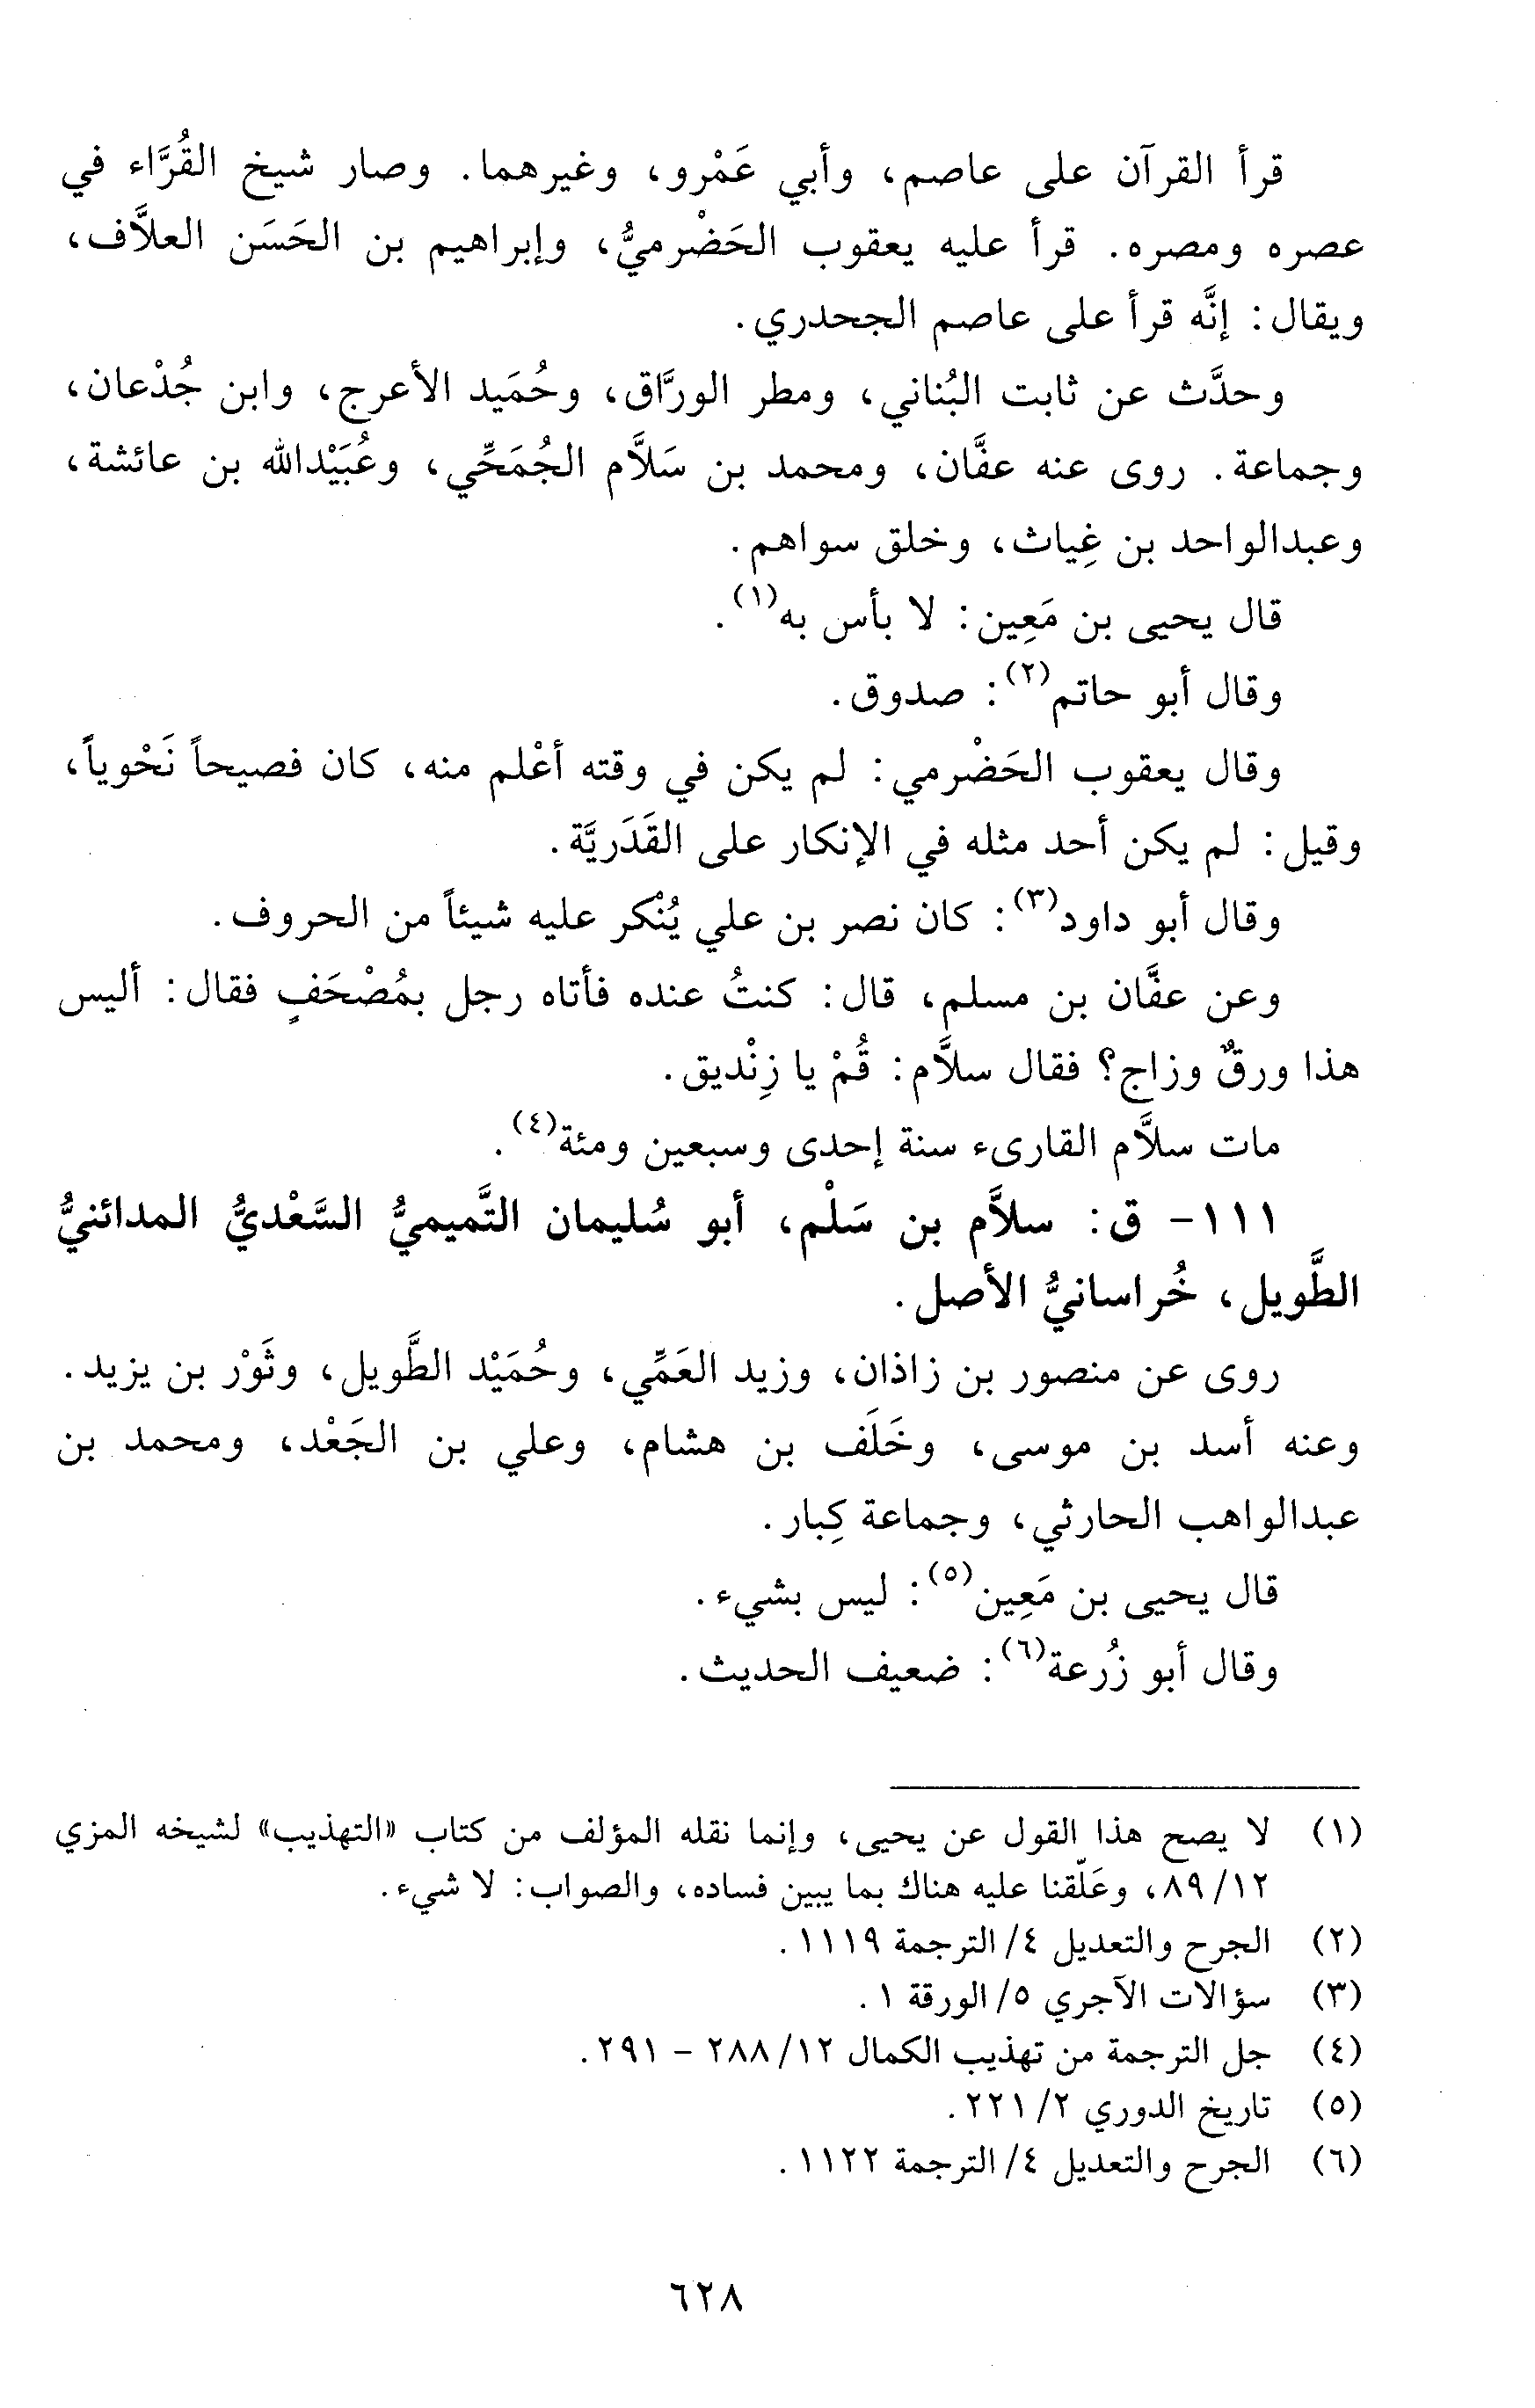 قرأ القرآن على عاصم، وأبي عَمْرو، وغيرهما. وصار شيخ القُرَّاء في
عصره ومصره. قرأ عليه يعقوب الحَضْرميُّ، وإبراهيم بن الحَسَن العلاَّف،
ويقال: إنَّه قرأ على عاصم الجحدري.
وحدَّث عن ثابت البُناني، ومطر الورَّاق، وحُمَيد الأعرج، وابن جُدْعان،
وجماعة. روى عنه عفَّان، ومحمد بن سَلاَّم الجُمَحِّي، وعُبَيْدالله بن عائشة،
وعبدالواحد بن غِياث، وخلق سواهم.
قال يحيى بن مَعِين: لا بأس به(١).
وقال أبو حاتم(٢): صدوق.
وقال يعقوب الحَضْرمي: لم يكن في وقته أعْلم منه، كان فصيحاً نَحْوياً،
وقيل: لم يكن أحد مثله في الإنكار على القَدَريَّة.
وقال أبو داود(٣): كان نصر بن علي يُنْكر عليه شيئاً من الحروف.
وعن عفَّان بن مسلم، قال: كنتُ عنده فأتاه رجل بمُصْحَفٍ فقال: أليس
هذا ورقٌ وزاج؟ فقال سلاَّم: قُمْ يا زِنْديق.
مات سلاَّم القارىء سنة إحدى وسبعين ومئة(٤).
١١١- ق: سلاَّم بن سَلْم، أبو سُليمان التَّميميُّ السَّعْديُّ المدائنيُّ
الطَّويل، خُراسانيُّ الأصل.
روى عن منصور بن زاذان، وزيد العَمِّي، وحُمَيْد الطَّويل، وثَوْر بن يزيد.
وعنه أسد بن موسى، وخَلَف بن هشام، وعلي بن الجَعْد، ومحمد بن
عبدالواهب الحارثي، وجماعة كِبار.
قال يحيى بن مَعِين(٥): ليس بشيء.
وقال أبو زُرعة(٦): ضعيف الحديث.
(١) لا يصح هذا القول عن يحيى، وإنما نقله المؤلف من كتاب «التهذيب» لشيخه المزي
١٢/ ٨٩، وعَلّقنا عليه هناك بما يبين فساده، والصواب: لا شيء.
(٢) الجرح والتعديل ٤/ الترجمة ١١١٩.
(٣) سؤالات الآجري ٥/ الورقة ١.
(٤) جل الترجمة من تهذيب الكمال ١٢/ ٢٨٨ - ٢٩١.
(٥) تاريخ الدوري ٢/ ٢٢١.
(٦) الجرح والتعديل ٤/ الترجمة ١١٢٢.
٦٢٨